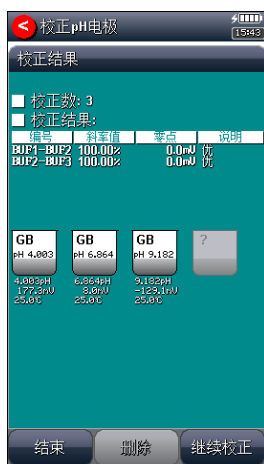 校正pH电极
15:43
校正结果
校正数: 3
校正结果:
编号 斜率值 零点 说明
BUF1-BUF2 100.00% 0.0mV 优
BUF2-BUF3 100.00% 0.0mV 优
GB GB GB ?
pH 4.003 pH 6.864 pH 9.182
4.003pH 6.864pH 9.182pH
177.3mV 8.0mV -129.1mV
25.0℃ 25.0℃ 25.0℃
结束 删除 继续校正